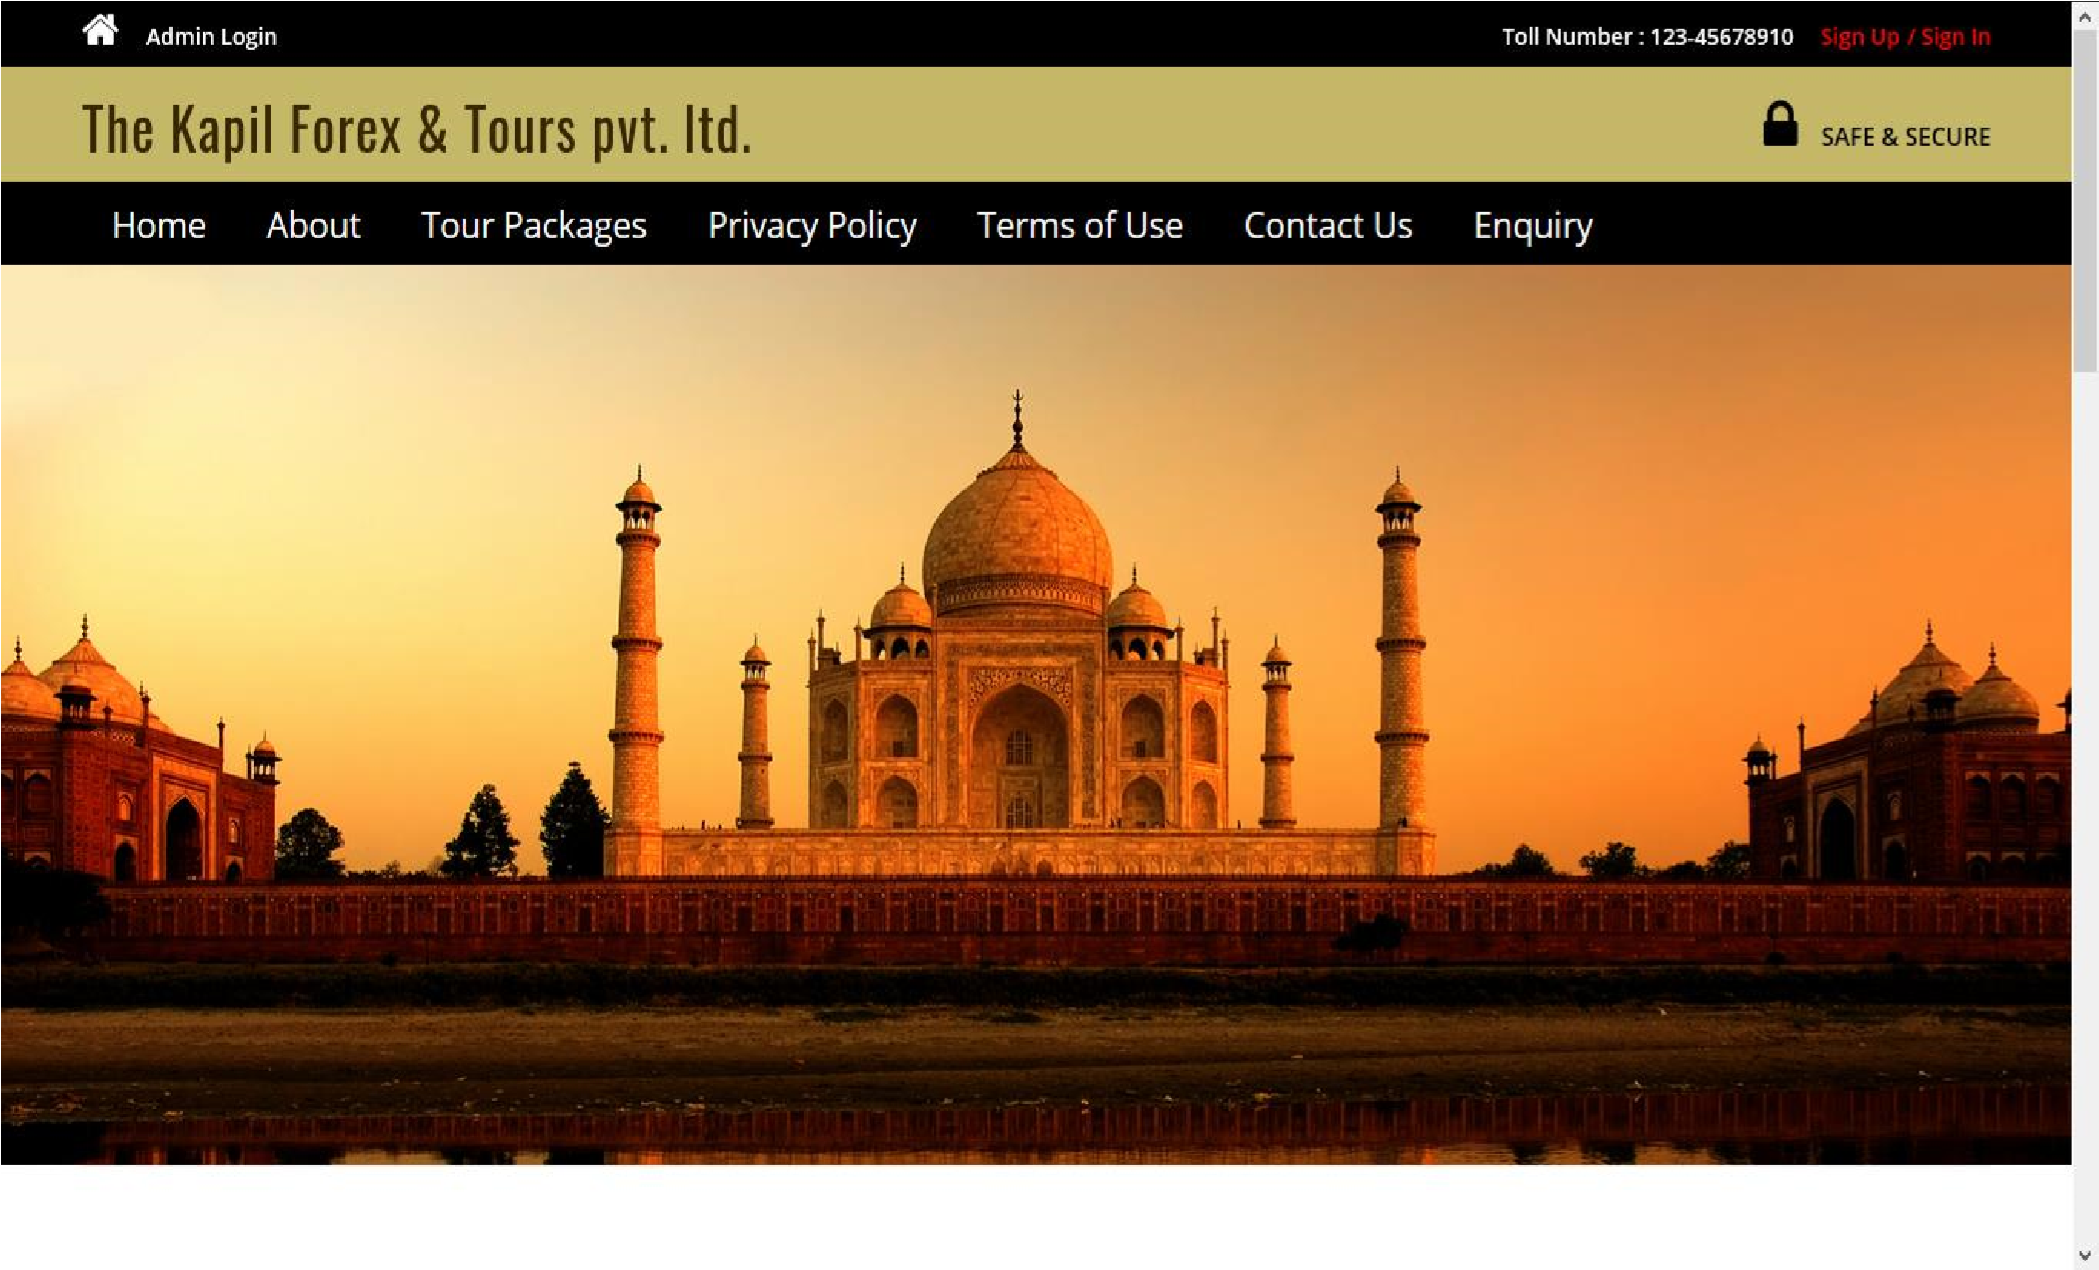 Admin Login
Toll Number : 123-45678910 Sign Up / Sign In
The Kapil Forex & Tours pvt. ltd.
SAFE & SECURE
Home About Tour Packages Privacy Policy Terms of Use Contact Us Enquiry